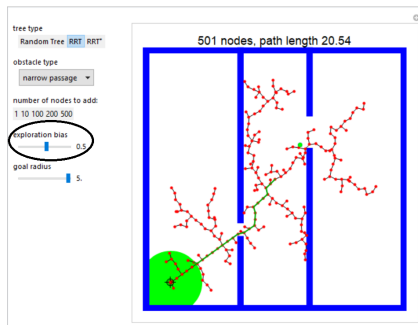 tree type
Random Tree RRT RRT*
obstacle type
narrow passage
number of nodes to add:
1 10 100 200 500
exploration bias
0.5
goal radius
5.
501 nodes, path length 20.54